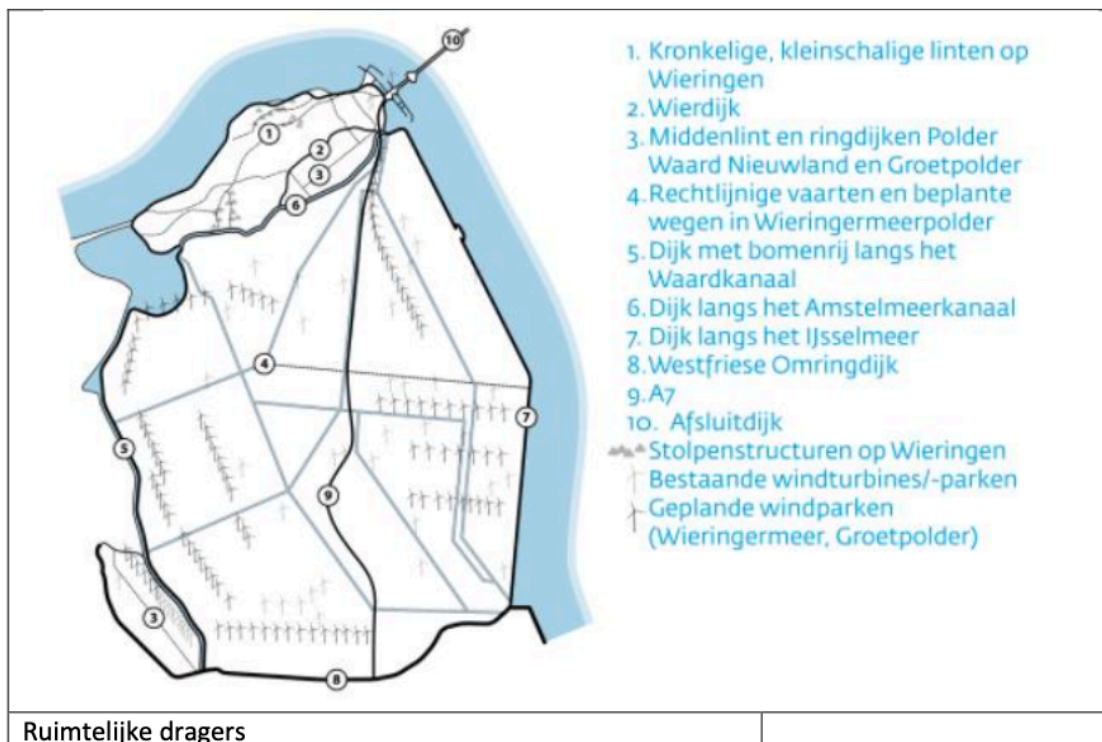 10
1
2
3
6
4
7
5
9
3
8
1. Kronkelige, kleinschalige linten op
Wieringen
2. Wierdijk
3. Middenlint en ringdijken Polder
Waard Nieuwland en Groetpolder
4. Rechtlijnige vaarten en beplante
wegen in Wieringermeerpolder
5. Dijk met bomenrij langs het
Waardkanaal
6. Dijk langs het Amstelmeerkanaal
7. Dijk langs het IJsselmeer
8. Westfriese Omringdijk
9. A7
10. Afsluitdijk
Stolpenstructuren op Wieringen
Bestaande windturbines/-parken
Geplande windparken
(Wieringermeer, Groetpolder)
Ruimtelijke dragers